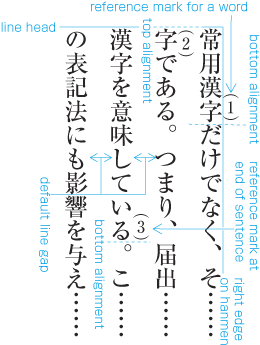 reference mark for a word
line head
top alignment
bottom alignment
(1)
常用漢字だけでなく、そ……
(2)
字である。つまり、届出……
(3)
漢字を意味している。こ……
の表記法にも影響を与え……
reference mark at
end of sentence
right edge
on hanmen
bottom alignment
default line gap